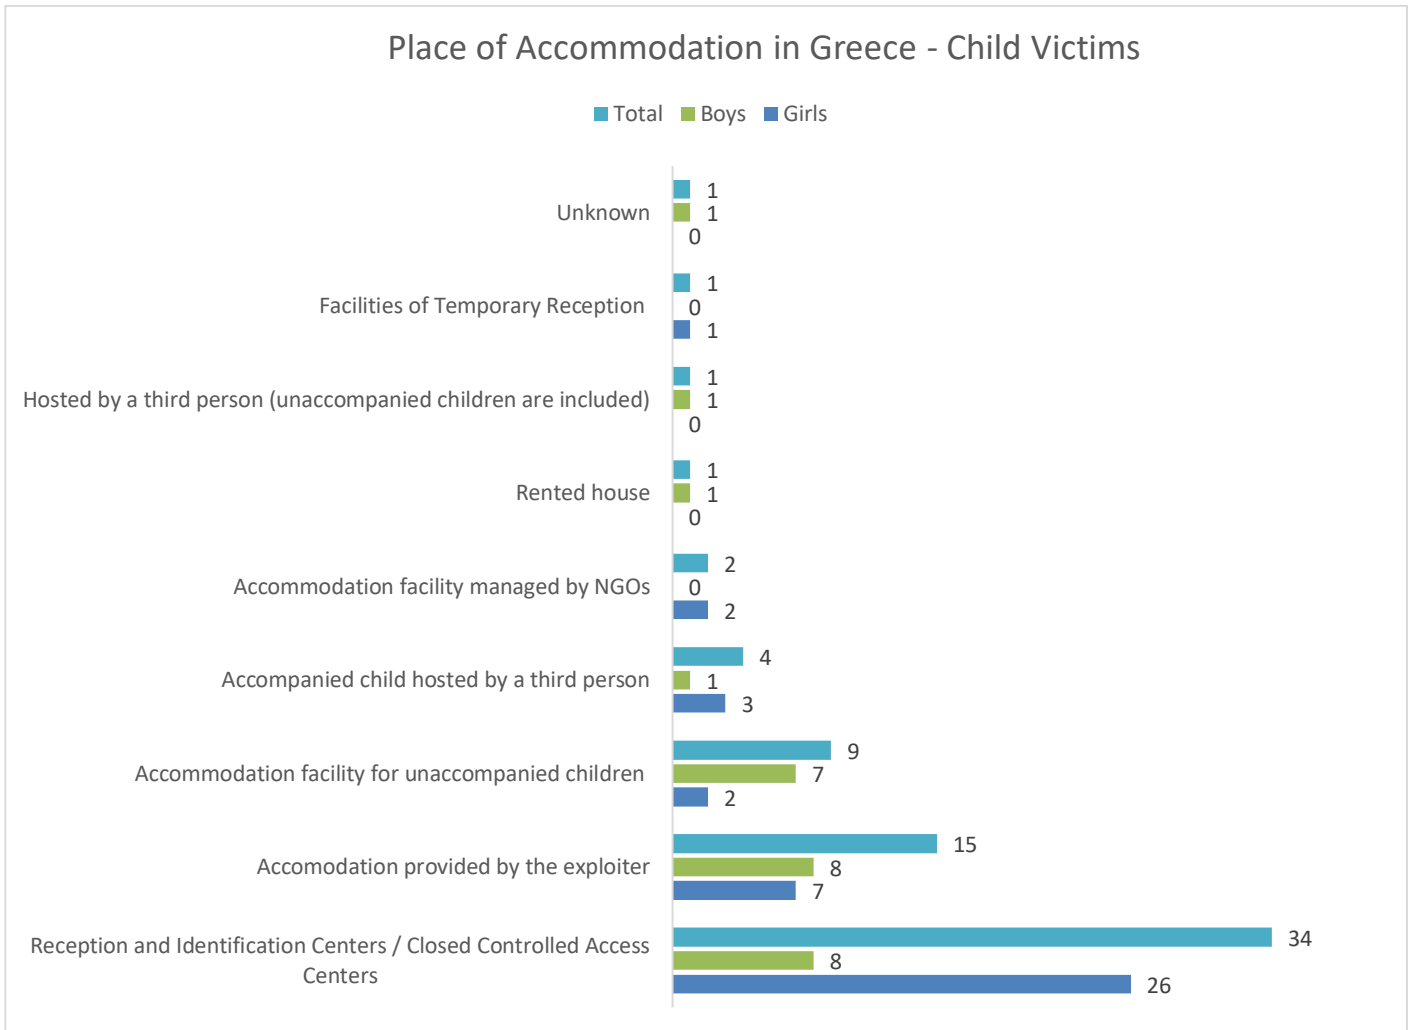 Place of Accommodation in Greece - Child Victims
Total Boys Girls
Unknown
1
1
0
Facilities of Temporary Reception
1
0
1
Hosted by a third person (unaccompanied children are included)
1
1
0
Rented house
1
1
0
Accommodation facility managed by NGOs
2
0
2
Accompanied child hosted by a third person
4
1
3
Accommodation facility for unaccompanied children
9
7
2
Accomodation provided by the exploiter
15
8
7
Reception and Identification Centers / Closed Controlled Access
Centers
34
8
26